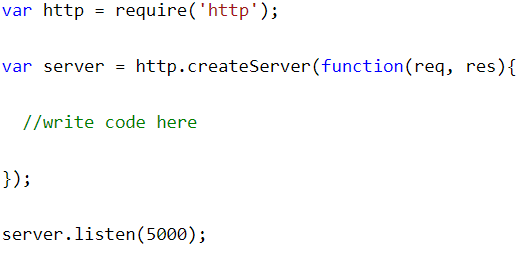 var http = require('http');
var server = http.createServer(function(req, res){
//write code here
});
server.listen(5000);